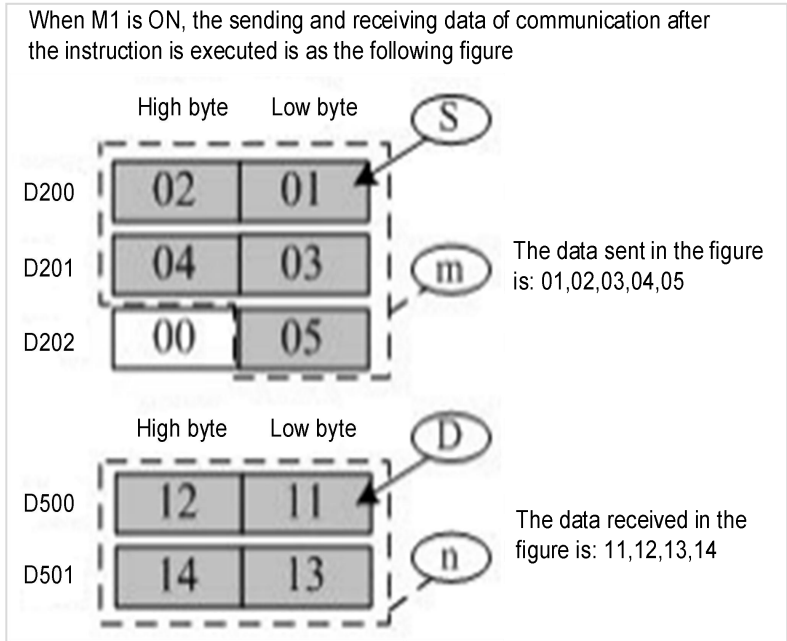 When M1 is ON, the sending and receiving data of communication after
the instruction is executed is as the following figure
High byte Low byte S
D200 02 01
D201 04 03 m
The data sent in the figure
is: 01,02,03,04,05
D202 00 05
High byte Low byte D
D500 12 11
D501 14 13 n
The data received in the
figure is: 11,12,13,14